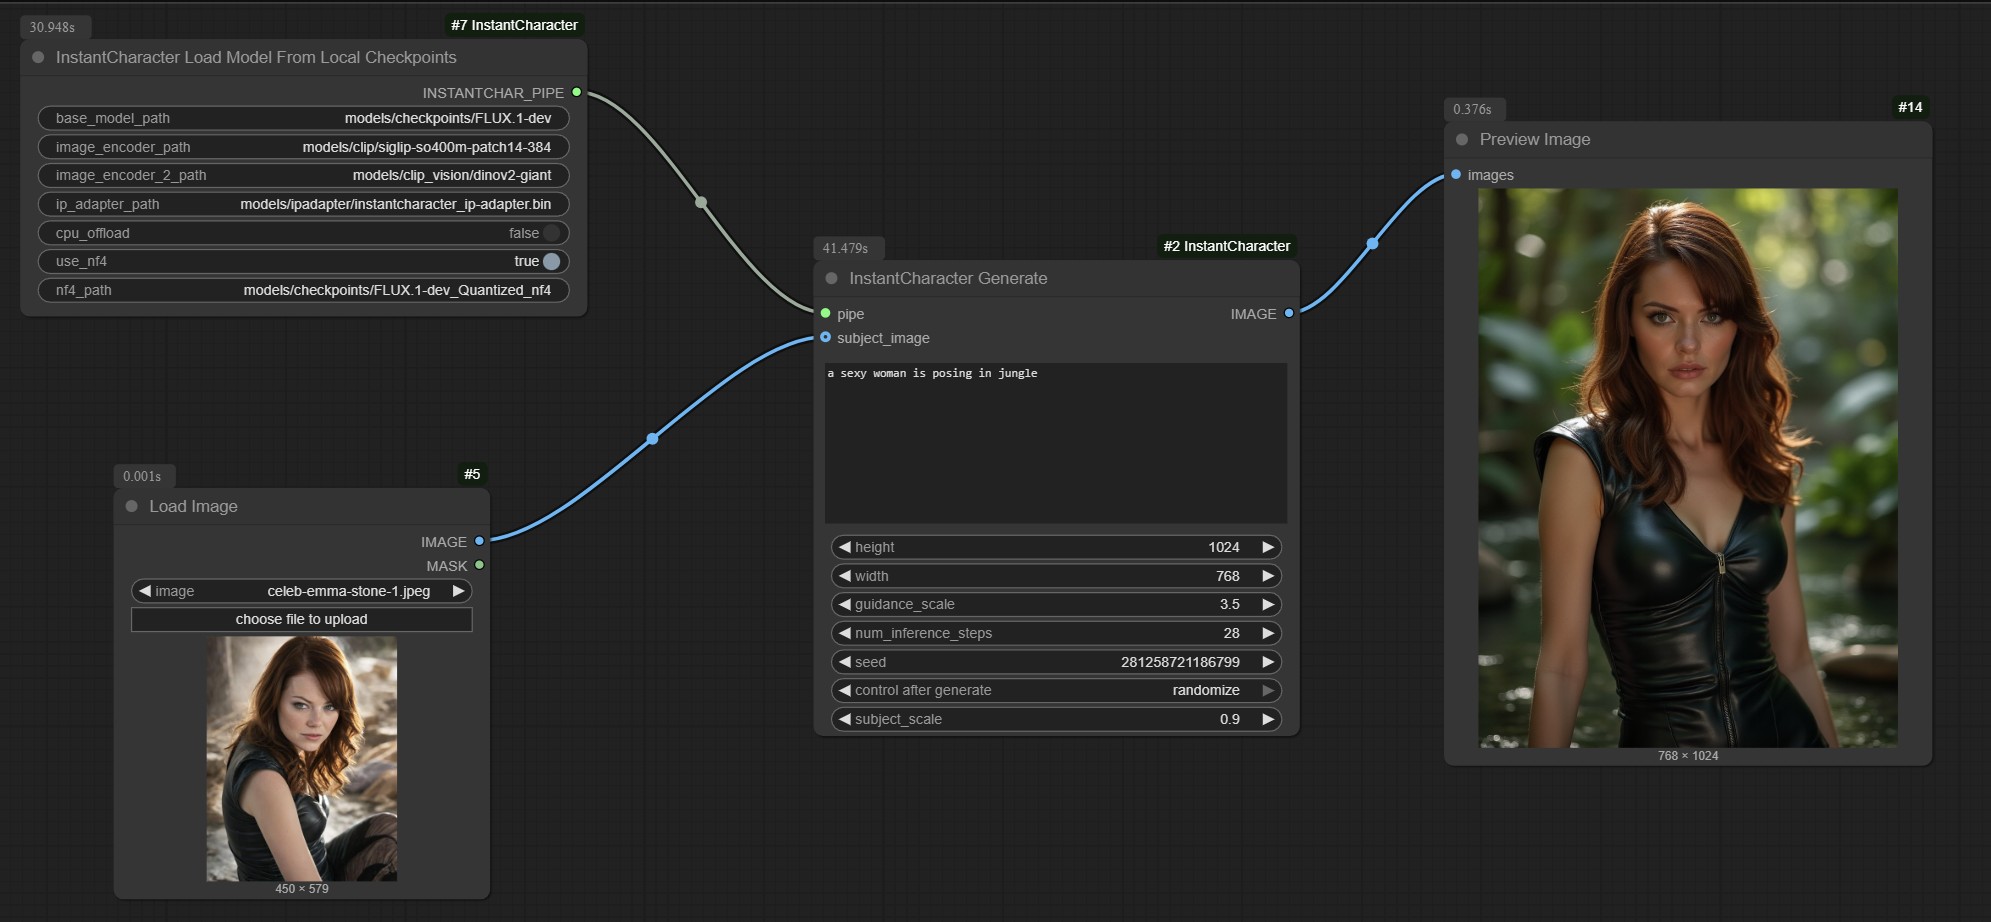 30.948s
#7 InstantCharacter
InstantCharacter Load Model From Local Checkpoints
INSTANTCHAR_PIPE
base_model_path models/checkpoints/FLUX.1-dev
image_encoder_path models/clip/siglip-so400m-patch14-384
image_encoder_2_path models/clip_vision/dinov2-giant
ip_adapter_path models/ipadapter/instantcharacter_ip-adapter.bin
cpu_offload false
use_nf4 true
nf4_path models/checkpoints/FLUX.1-dev_Quantized_nf4
0.001s
#5
Load Image
IMAGE
MASK
image celeb-emma-stone-1.jpeg
choose file to upload
450 × 579
41.479s
#2 InstantCharacter
InstantCharacter Generate
pipe IMAGE
subject_image
a sexy woman is posing in jungle
height 1024
width 768
guidance_scale 3.5
num_inference_steps 28
seed 281258721186799
control after generate randomize
subject_scale 0.9
0.376s
#14
Preview Image
images
768 × 1024